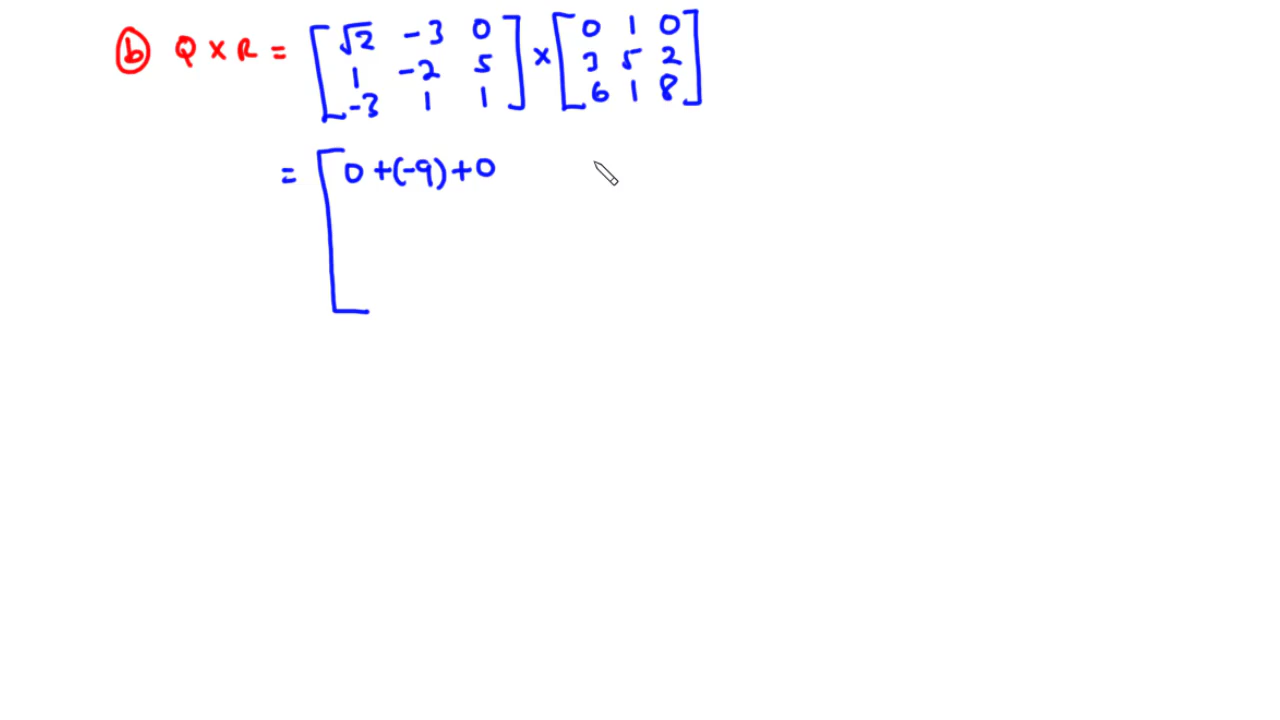 b Q × R = [ √2 -3 0 ] × [ 0 1 0 ]
1 -2 5 3 5 2
-3 1 1 6 1 8
= [ 0 + (-9) + 0